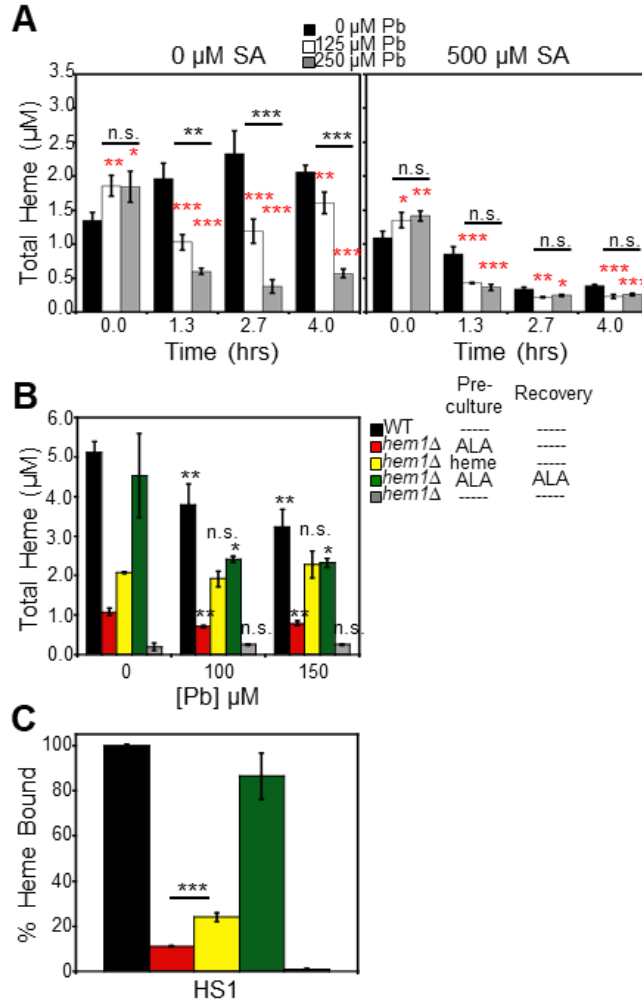 A
0 µM Pb
125 µM Pb
250 µM Pb
0 µM SA
500 µM SA
Total Heme (µM)
3.5
3.0
2.5
2.0
1.5
1.0
0.5
0.0
n.s.
** *
**
*** ***
***
*** ***
***
** ***
n.s.
* **
n.s.
*** ***
n.s.
** *
n.s.
*** ***
0.0 1.3 2.7 4.0
0.0 1.3 2.7 4.0
Time (hrs)
Time (hrs)
B
Pre-culture Recovery
WT ----- -----
hem1Δ ALA -----
hem1Δ heme -----
hem1Δ ALA ALA
hem1Δ ----- -----
Total Heme (µM)
6.0
5.0
4.0
3.0
2.0
1.0
0.0
** ** n.s. * n.s.
** ** n.s. * n.s.
0 100 150
[Pb] µM
C
% Heme Bound
100
80
60
40
20
0
***
HS1